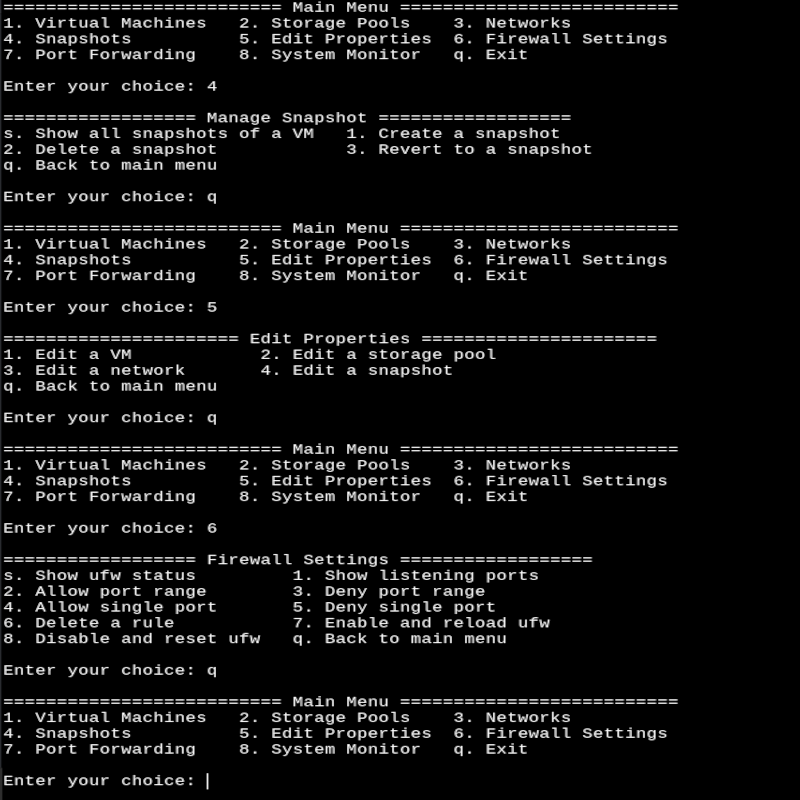 ========================== Main Menu ==========================
1. Virtual Machines   2. Storage Pools    3. Networks
4. Snapshots          5. Edit Properties  6. Firewall Settings
7. Port Forwarding    8. System Monitor   q. Exit
Enter your choice: 4
================== Manage Snapshot ==================
s. Show all snapshots of a VM   1. Create a snapshot
2. Delete a snapshot            3. Revert to a snapshot
q. Back to main menu
Enter your choice: q
========================== Main Menu ==========================
1. Virtual Machines   2. Storage Pools    3. Networks
4. Snapshots          5. Edit Properties  6. Firewall Settings
7. Port Forwarding    8. System Monitor   q. Exit
Enter your choice: 5
====================== Edit Properties ======================
1. Edit a VM            2. Edit a storage pool
3. Edit a network       4. Edit a snapshot
q. Back to main menu
Enter your choice: q
========================== Main Menu ==========================
1. Virtual Machines   2. Storage Pools    3. Networks
4. Snapshots          5. Edit Properties  6. Firewall Settings
7. Port Forwarding    8. System Monitor   q. Exit
Enter your choice: 6
================== Firewall Settings ==================
s. Show ufw status         1. Show listening ports
2. Allow port range        3. Deny port range
4. Allow single port       5. Deny single port
6. Delete a rule           7. Enable and reload ufw
8. Disable and reset ufw   q. Back to main menu
Enter your choice: q
========================== Main Menu ==========================
1. Virtual Machines   2. Storage Pools    3. Networks
4. Snapshots          5. Edit Properties  6. Firewall Settings
7. Port Forwarding    8. System Monitor   q. Exit
Enter your choice: